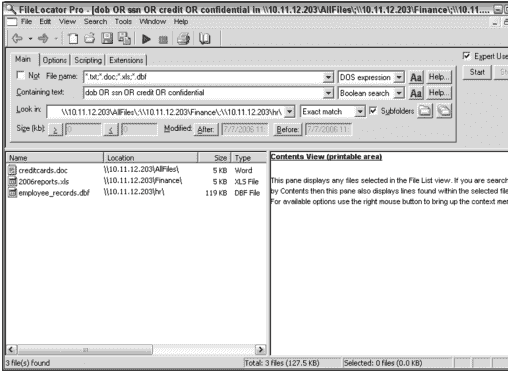 FileLocator Pro - [dob OR ssn OR credit OR confidential in \\10.11.12.203\AllFiles\;\\10.11.12.203\Finance\;\\10.11....
File Edit View Search Tools Window Help
Main Options Scripting Extensions
Expert Use
Not File name: *.txt;*.doc;*.xls;*.dbf DOS expression Aa Help... Start
Containing text: dob OR ssn OR credit OR confidential Boolean search Aa Help...
Look in: \\10.11.12.203\AllFiles\;\\10.11.12.203\Finance\;\\10.11.12.203\hr\ Exact match Subfolders
Size (kb): > 0 < 0 Modified: After: 7/7/2006 11: Before: 7/7/2006 11:
Name Location Size Type
creditcards.doc \\10.11.12.203\AllFiles\ 5 KB Word
2006reports.xls \\10.11.12.203\Finance\ 5 KB XLS File
employee_records.dbf \\10.11.12.203\hr\ 119 KB DBF File
Contents View (printable area)
This pane displays any files selected in the File List view. If you are search
by Contents then this pane also displays lines found within the selected file
For available options use the right mouse button to bring up the context mer
3 file(s) found Total: 3 files (127.5 KB) Selected: 0 files (0.0 KB)